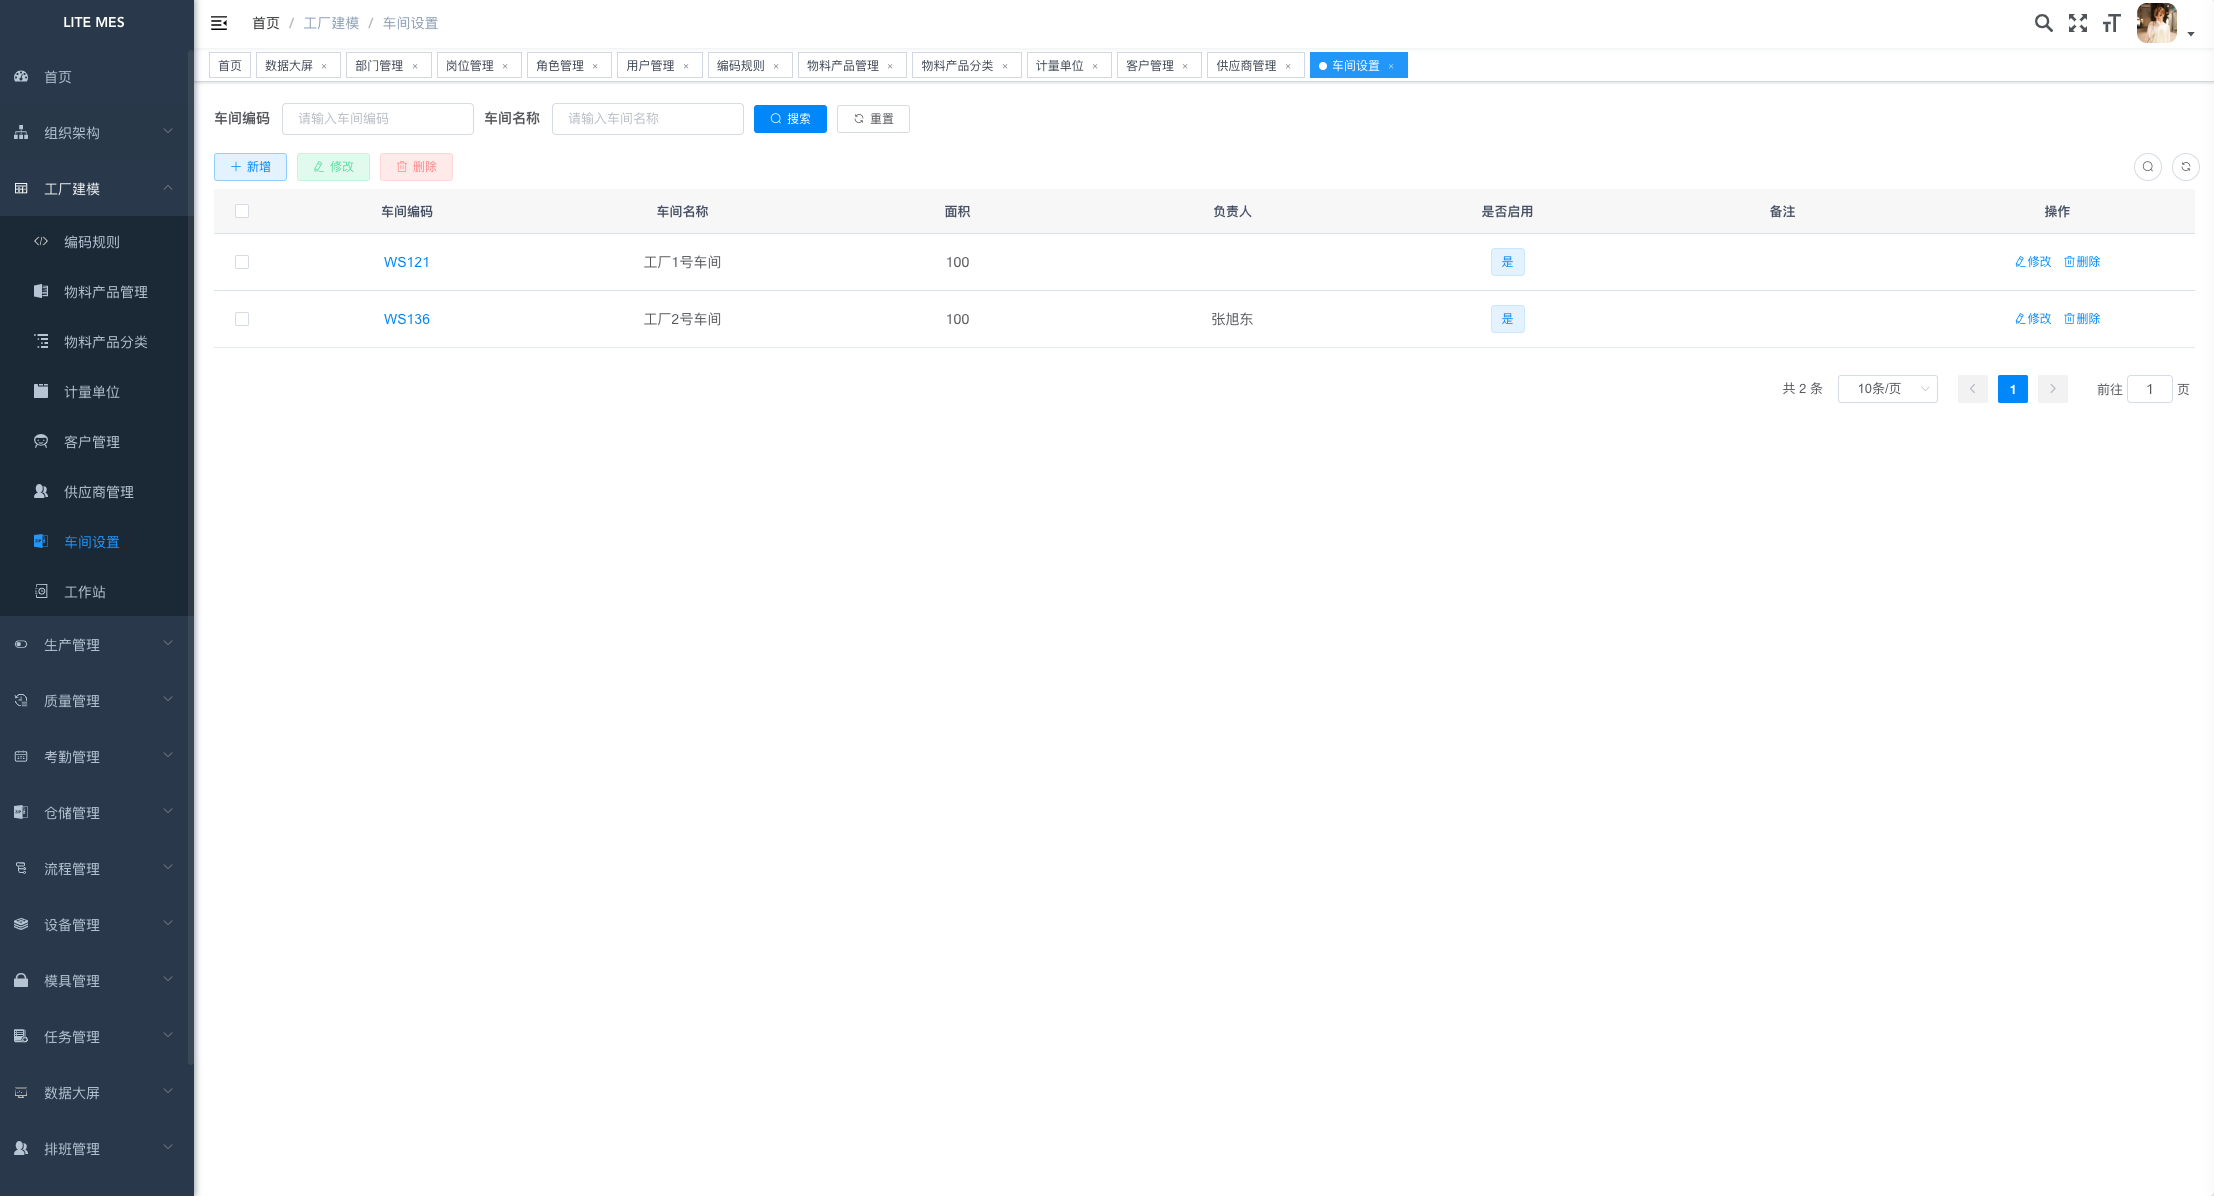 LITE MES
首页
组织架构
工厂建模
编码规则
物料产品管理
物料产品分类
计量单位
客户管理
供应商管理
车间设置
工作站
生产管理
质量管理
考勤管理
仓储管理
流程管理
设备管理
模具管理
任务管理
数据大屏
排班管理
首页 / 工厂建模 / 车间设置
首页 数据大屏 × 部门管理 × 岗位管理 × 角色管理 × 用户管理 × 编码规则 × 物料产品管理 × 物料产品分类 × 计量单位 × 客户管理 × 供应商管理 × 车间设置 ×
车间编码 请输入车间编码 车间名称 请输入车间名称 搜索 重置
新增 修改 删除
车间编码 车间名称 面积 负责人 是否启用 备注 操作
WS121 工厂1号车间 100 是 修改 删除
WS136 工厂2号车间 100 张旭东 是 修改 删除
共 2 条 10条/页 1 前往 1 页